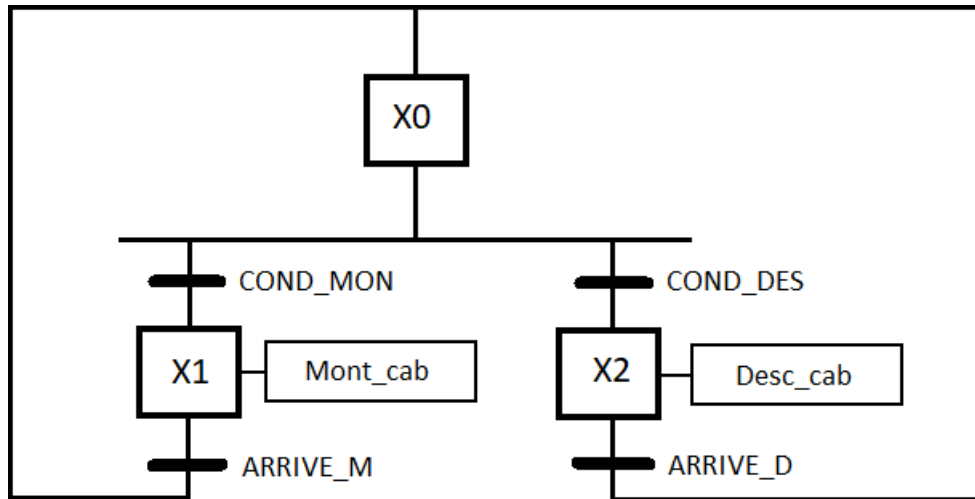 X0
COND_MON
COND_DES
X1
Mont_cab
X2
Desc_cab
ARRIVE_M
ARRIVE_D